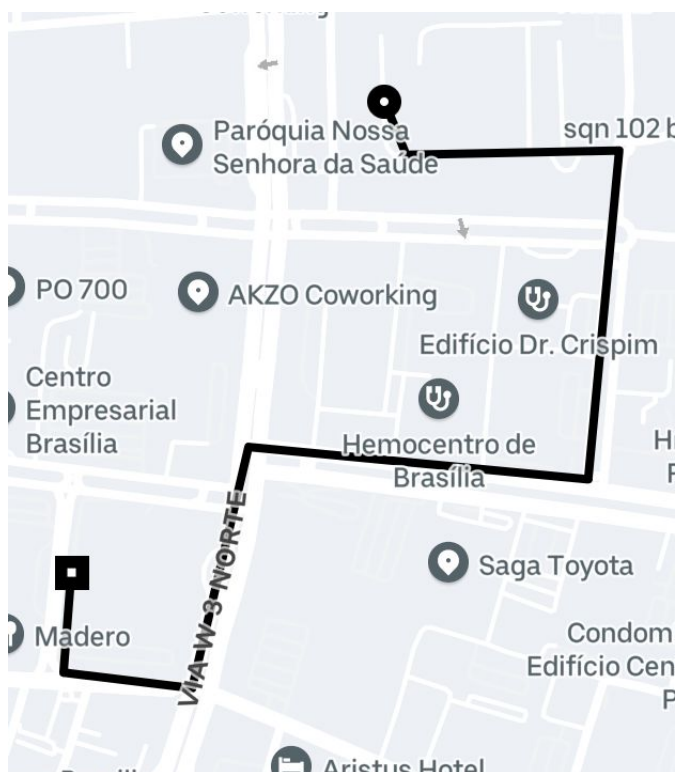 sqn 102 b
Paróquia Nossa
Senhora da Saúde
PO 700
AKZO Coworking
Edifício Dr. Crispim
Centro
Empresarial
Brasília
Hemocentro de
Brasília
VIA W 3 NORTE
Saga Toyota
Madero
Condom
Edifício Cen
P
Aristus Hotel